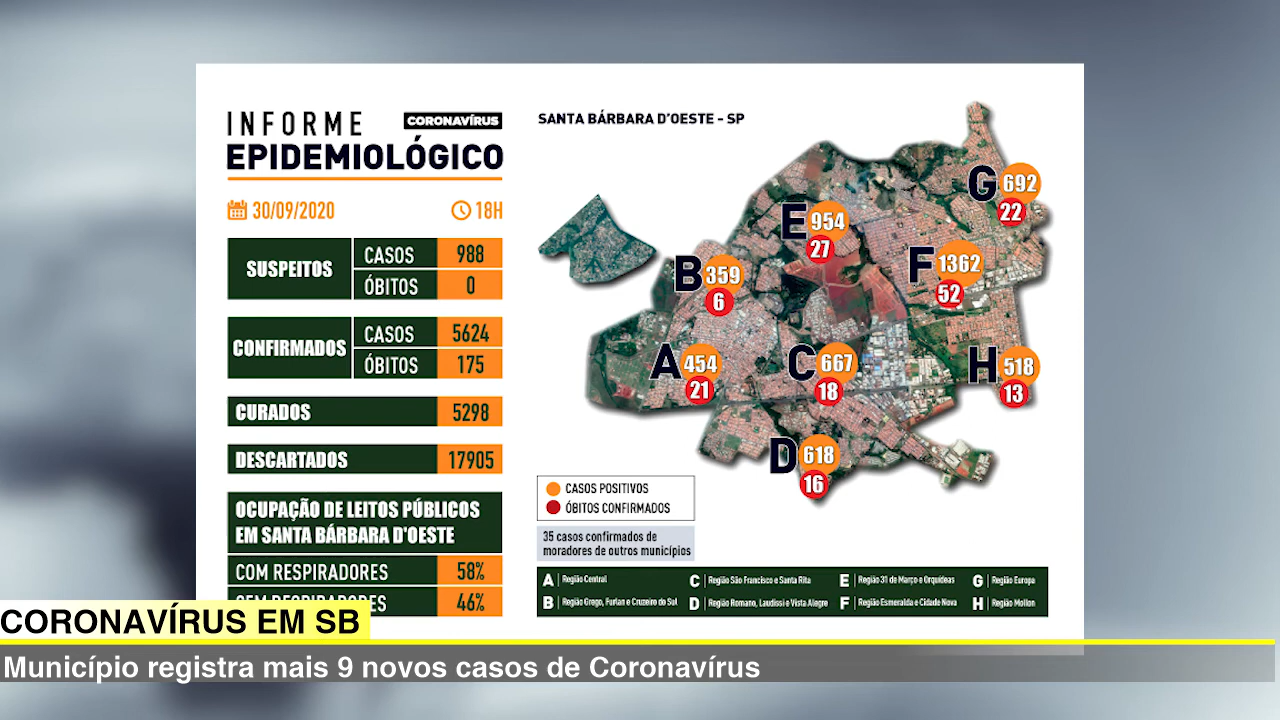 INFORME
CORONAVÍRUS
EPIDEMIOLÓGICO
30/09/2020
18H
SUSPEITOS
CASOS 988
ÓBITOS 0
CONFIRMADOS
CASOS 5624
ÓBITOS 175
CURADOS 5298
DESCARTADOS 17905
OCUPAÇÃO DE LEITOS PÚBLICOS
EM SANTA BÁRBARA D'OESTE
COM RESPIRADORES 58%
SEM RESPIRADORES 46%
SANTA BÁRBARA D'OESTE - SP
G 692
22
E 954
27
F 1362
52
B 359
6
A 454
21
C 667
18
H 518
13
D 618
16
CASOS POSITIVOS
ÓBITOS CONFIRMADOS
35 casos confirmados de
moradores de outros municípios
A Região Central
B Região Grego, Furlan e Cruzeiro do Sul
C Região São Francisco e Santa Rita
D Região Romano, Laudissi e Vista Alegre
E Região 31 de Março e Orquídeas
F Região Esmeralda e Cidade Nova
G Região Europa
H Região Mollon
CORONAVÍRUS EM SB
Município registra mais 9 novos casos de Coronavírus